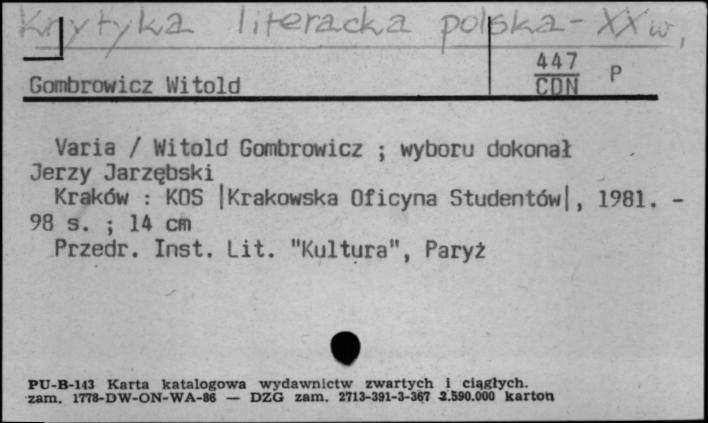 Krytyka literacka polska - XX w,
447
CDN P
Gombrowicz Witold
Varia / Witold Gombrowicz ; wyboru dokonał
Jerzy Jarzębski
Kraków : KOS |Krakowska Oficyna Studentów|, 1981. -
98 s. ; 14 cm
Przedr. Inst. Lit. "Kultura", Paryż
PU-B-143 Karta katalogowa wydawnictw zwartych i ciągłych.
zam. 1778-DW-ON-WA-86 — DZG zam. 2713-391-3-367 2.590.000 karton